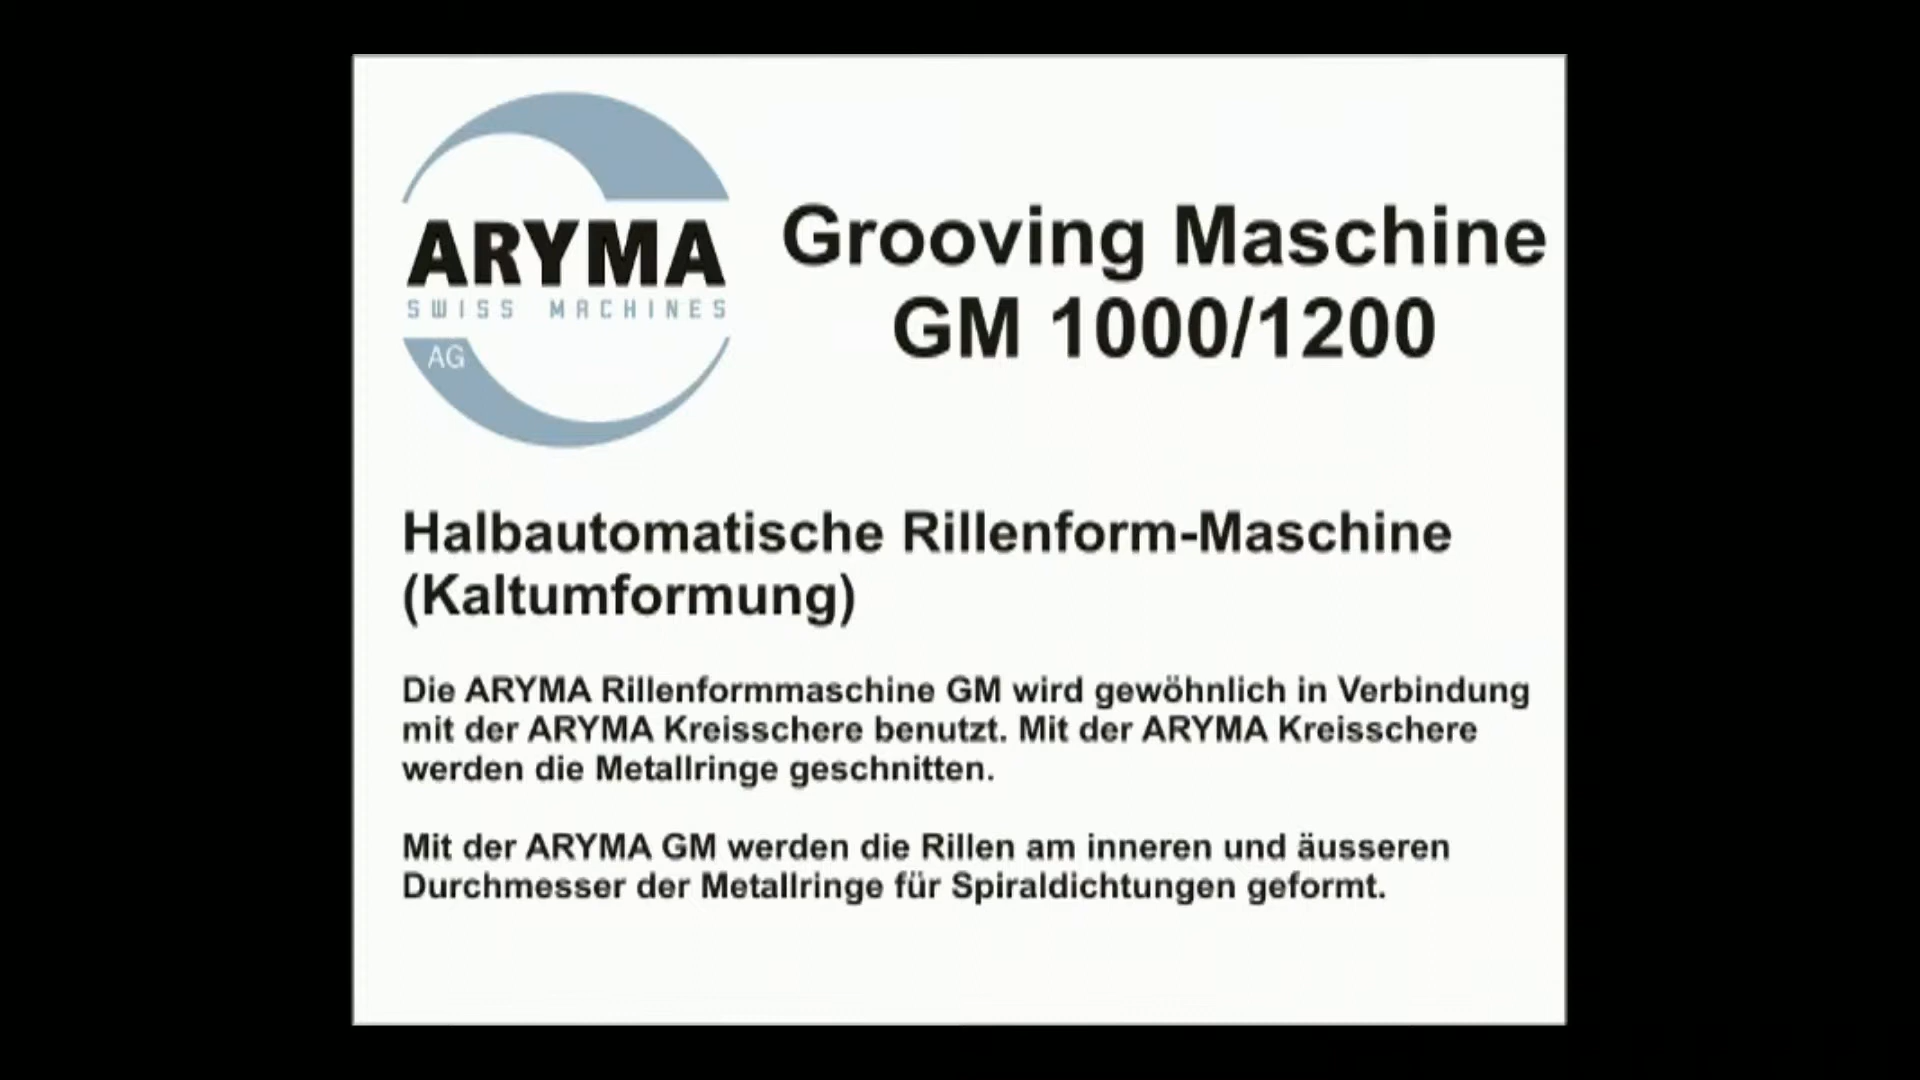 ARYMA
SWISS MACHINES
AG
Grooving Maschine
GM 1000/1200
Halbautomatische Rillenform-Maschine
(Kaltumformung)
Die ARYMA Rillenformmaschine GM wird gewöhnlich in Verbindung
mit der ARYMA Kreisschere benutzt. Mit der ARYMA Kreisschere
werden die Metallringe geschnitten.
Mit der ARYMA GM werden die Rillen am inneren und äusseren
Durchmesser der Metallringe für Spiraldichtungen geformt.